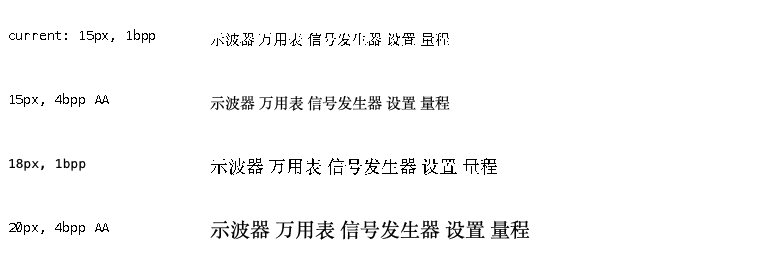 current: 15px, 1bpp 示波器 万用表 信号发生器 设置 量程
15px, 4bpp AA 示波器 万用表 信号发生器 设置 量程
18px, 1bpp 示波器 万用表 信号发生器 设置 量程
20px, 4bpp AA 示波器 万用表 信号发生器 设置 量程